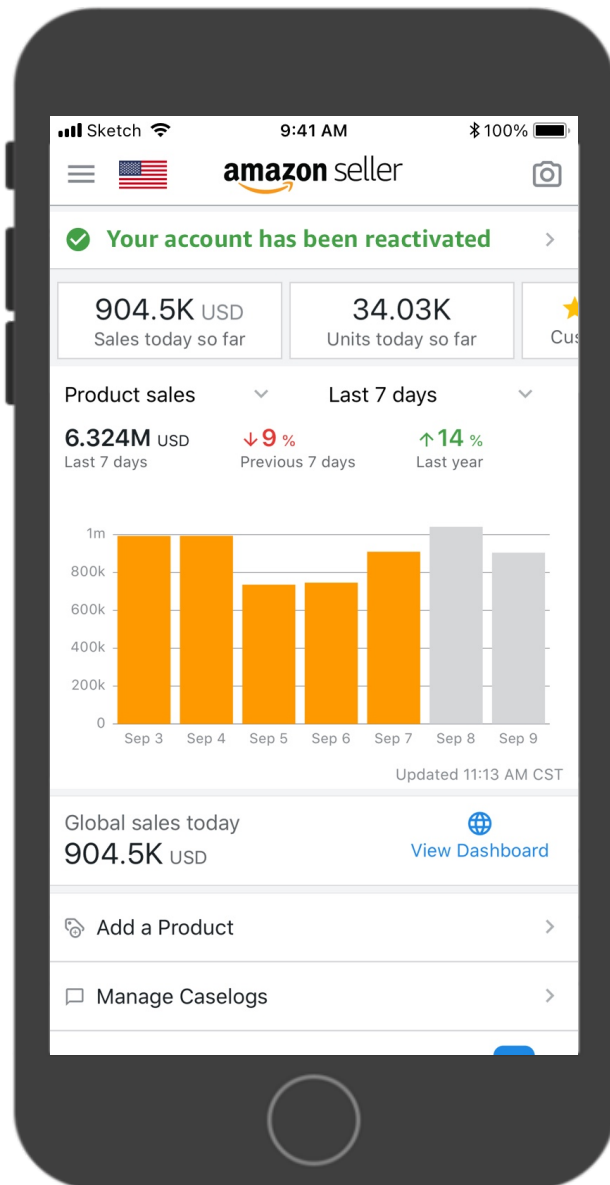 Sketch 9:41 AM 100%
amazon seller
Your account has been reactivated
904.5K USD 34.03K
Sales today so far Units today so far Cus
Product sales Last 7 days
6.324M USD 9 % 14 %
Last 7 days Previous 7 days Last year
1m
800k
600k
400k
200k
0
Sep 3 Sep 4 Sep 5 Sep 6 Sep 7 Sep 8 Sep 9
Updated 11:13 AM CST
Global sales today
904.5K USD View Dashboard
Add a Product
Manage Caselogs